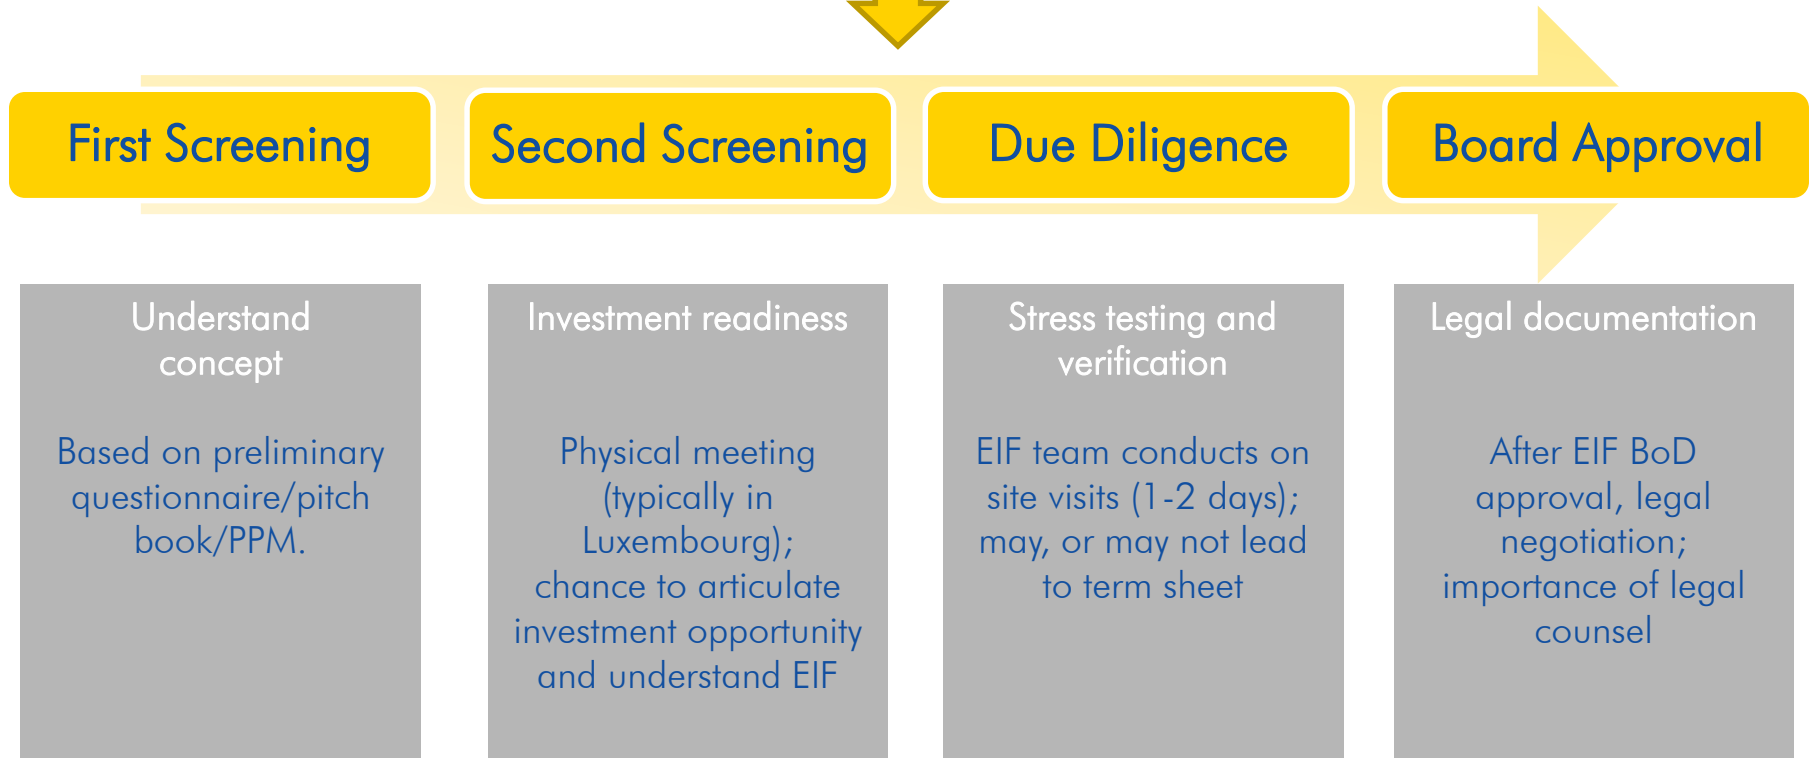 First Screening
Second Screening
Due Diligence
Board Approval
Understand
concept
Based on preliminary
questionnaire/pitch
book/PPM.
Investment readiness
Physical meeting
(typically in
Luxembourg);
chance to articulate
investment opportunity
and understand EIF
Stress testing and
verification
EIF team conducts on
site visits (1-2 days);
may, or may not lead
to term sheet
Legal documentation
After EIF BoD
approval, legal
negotiation;
importance of legal
counsel